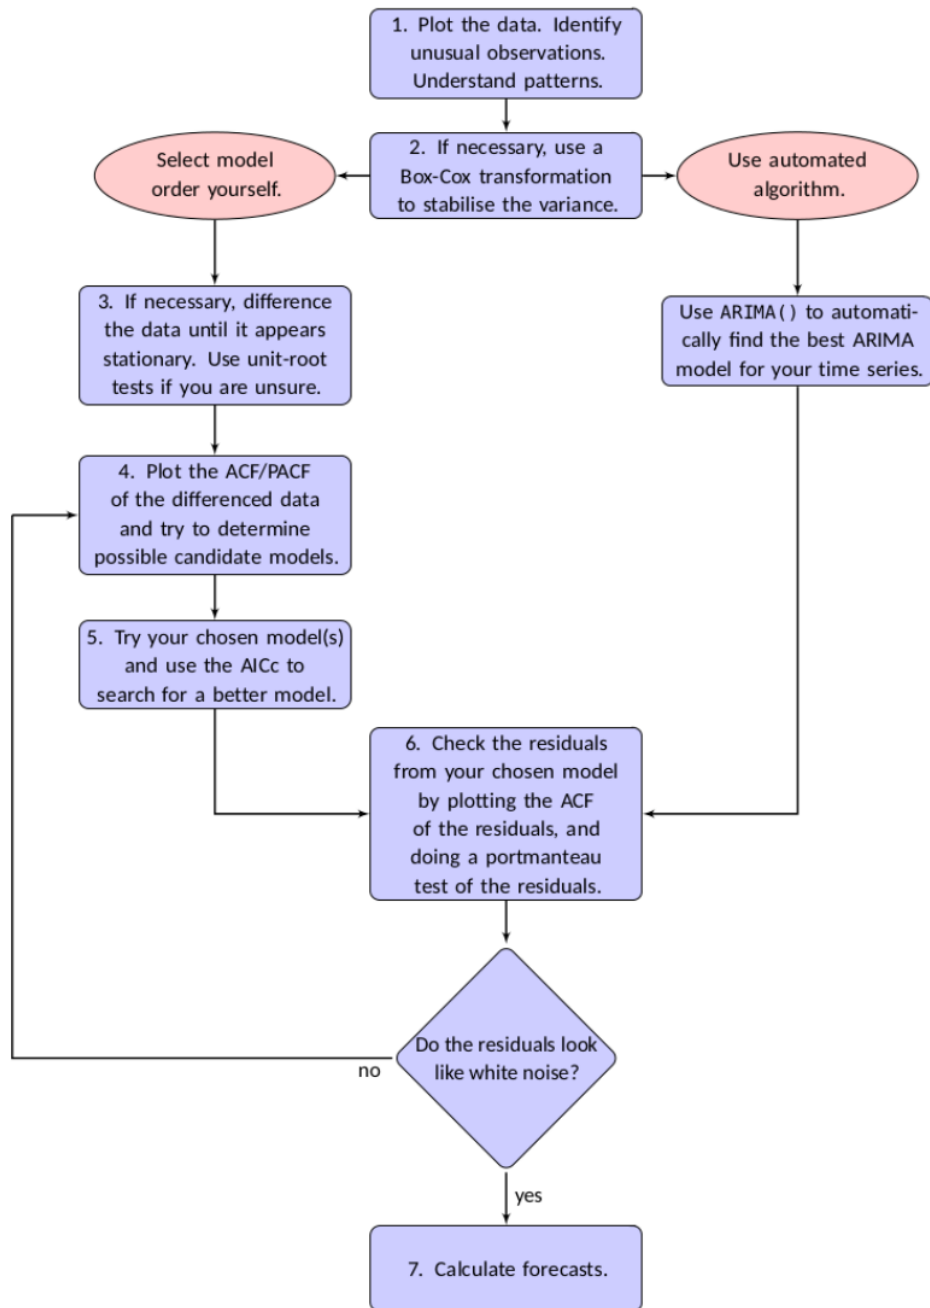 1. Plot the data. Identify
unusual observations.
Understand patterns.
Select model
order yourself.
2. If necessary, use a
Box-Cox transformation
to stabilise the variance.
Use automated
algorithm.
3. If necessary, difference
the data until it appears
stationary. Use unit-root
tests if you are unsure.
Use ARIMA() to automati-
cally find the best ARIMA
model for your time series.
4. Plot the ACF/PACF
of the differenced data
and try to determine
possible candidate models.
5. Try your chosen model(s)
and use the AICc to
search for a better model.
6. Check the residuals
from your chosen model
by plotting the ACF
of the residuals, and
doing a portmanteau
test of the residuals.
Do the residuals look
like white noise?
no
yes
7. Calculate forecasts.